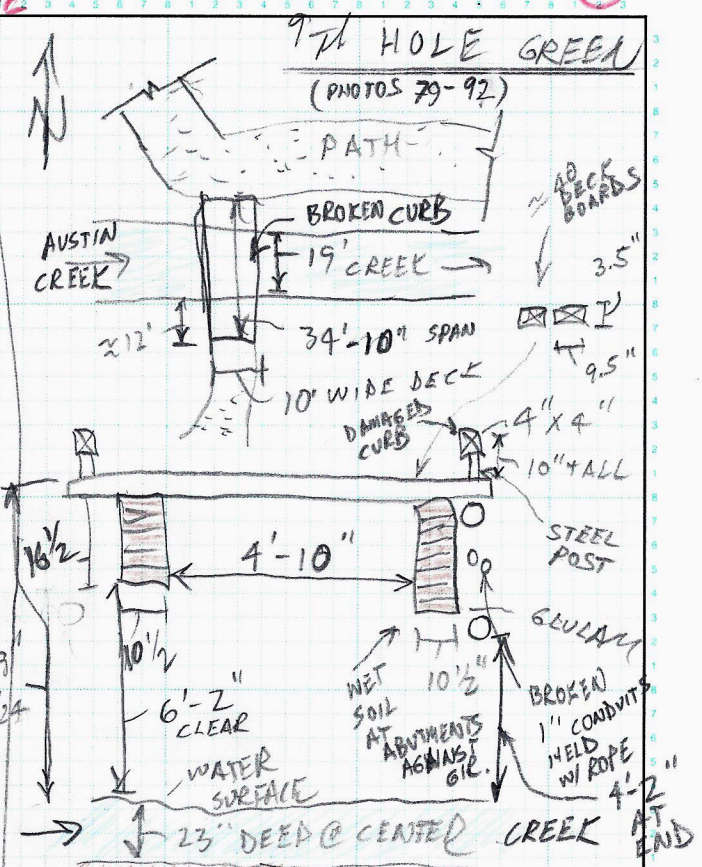 9TH HOLE GREEN
(PHOTOS 79-92)
N
PATH
≈ 40
DECK
BOARDS
BROKEN CURB
AUSTIN
CREEK
19'
CREEK
3.5"
≈12'
34'-10" SPAN
9.5"
10' WIDE DECK
DAMAGED
CURB
4" X 4"
10" TALL
STEEL
POST
16 1/2
4'-10"
GLULAM
10 1/2
10 1/2"
6'-2"
CLEAR
WET
SOIL
AT
ABUTMENTS
AGAINST
GIR.
BROKEN
1" CONDUITS
HELD
W/ ROPE
4'-2"
AT
END
WATER
SURFACE
23" DEEP @ CENTER
CREEK